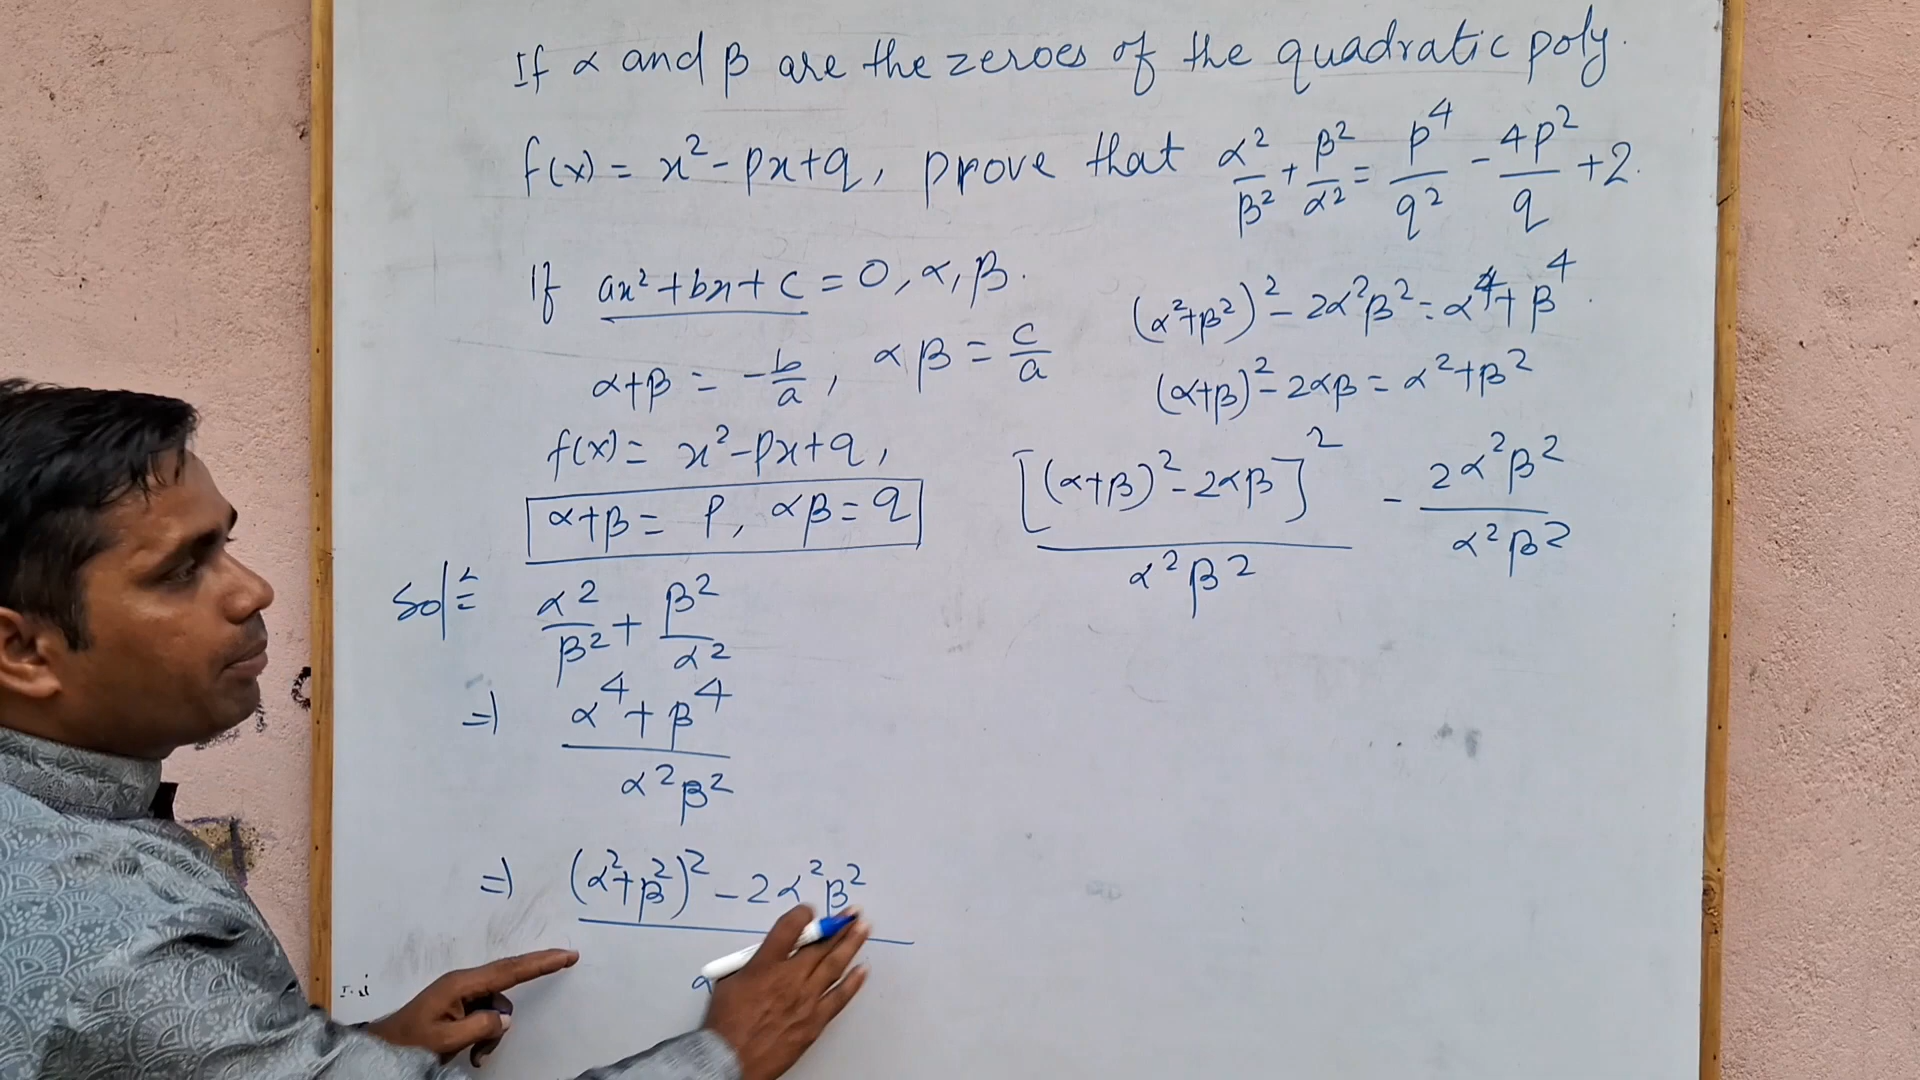 If α and β are the zeroes of the quadratic poly.
f(x) = x² - px + q, prove that α²/β² + β²/α² = p⁴/q² - 4p²/q + 2.
If ax² + bx + c = 0, α, β.
α+β = -b/a, αβ = c/a
f(x) = x² - px + q,
α+β = p, αβ = q
Solⁿ= α²/β² + β²/α²
=) α⁴ + β⁴ / α²β²
=) (α²+β²)² - 2α²β²
α
(α²+β²)² - 2α²β² = α⁴ + β⁴.
(α+β)² - 2αβ = α² + β²
[(α+β)² - 2αβ]² / α²β² - 2α²β² / α²β²